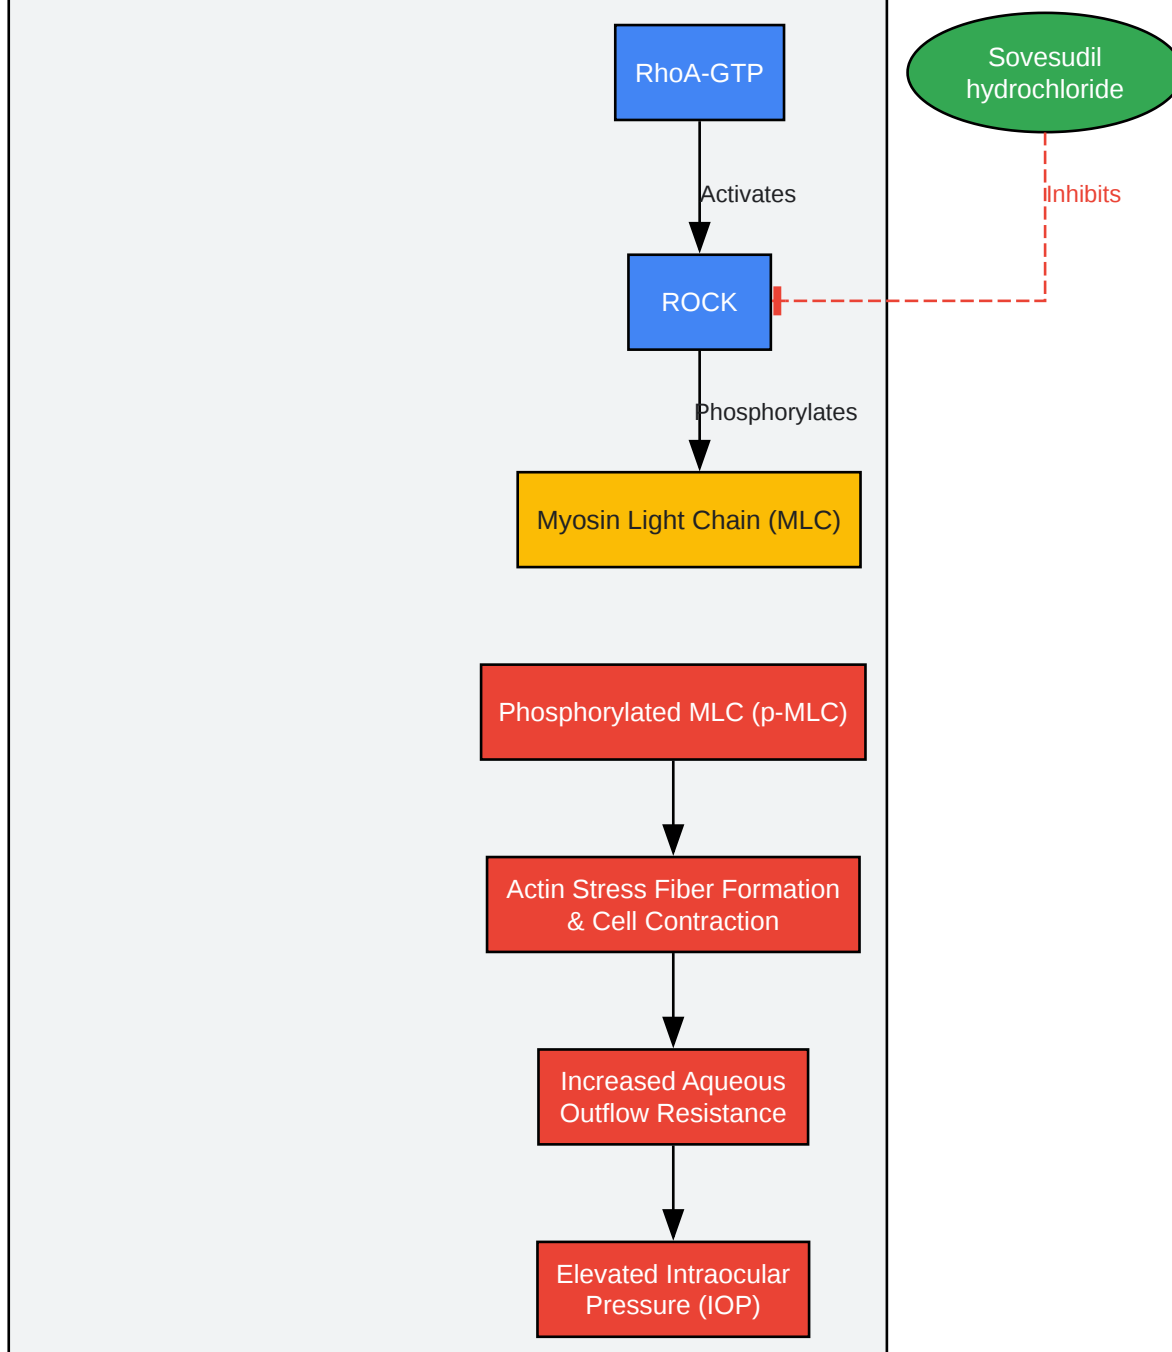 RhoA-GTP
Sovesudil
hydrochloride
Activates
Inhibits
ROCK
Phosphorylates
Myosin Light Chain (MLC)
Phosphorylated MLC (p-MLC)
Actin Stress Fiber Formation
& Cell Contraction
Increased Aqueous
Outflow Resistance
Elevated Intraocular
Pressure (IOP)